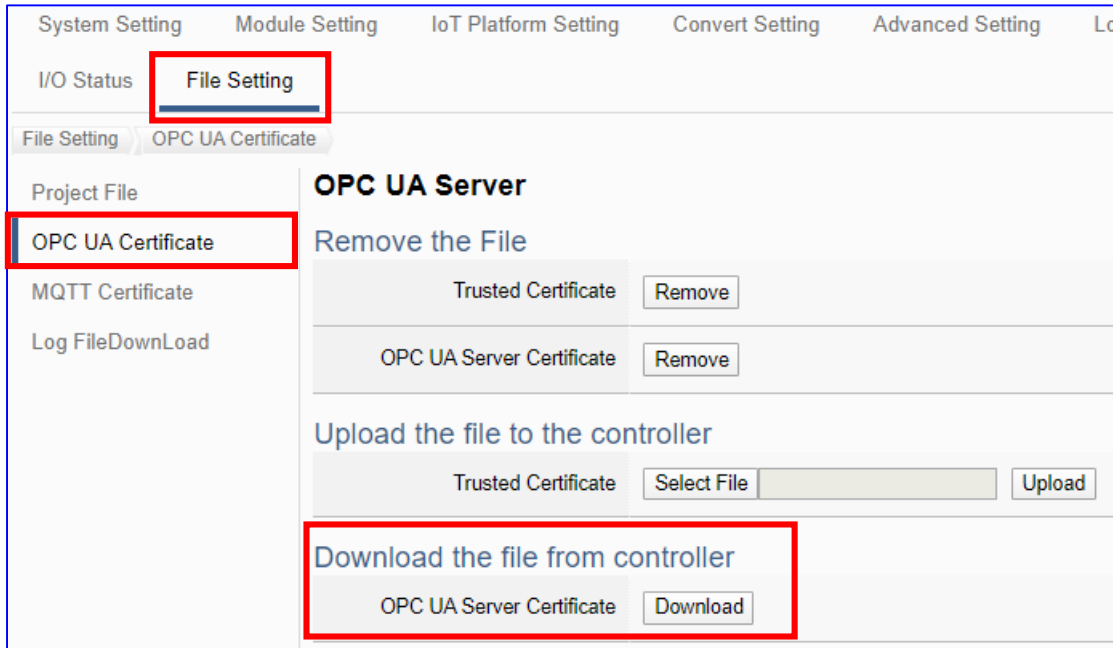 System Setting Module Setting IoT Platform Setting Convert Setting Advanced Setting
I/O Status File Setting
File Setting OPC UA Certificate
Project File
OPC UA Certificate
MQTT Certificate
Log FileDownLoad
OPC UA Server
Remove the File
Trusted Certificate Remove
OPC UA Server Certificate Remove
Upload the file to the controller
Trusted Certificate Select File Upload
Download the file from controller
OPC UA Server Certificate Download